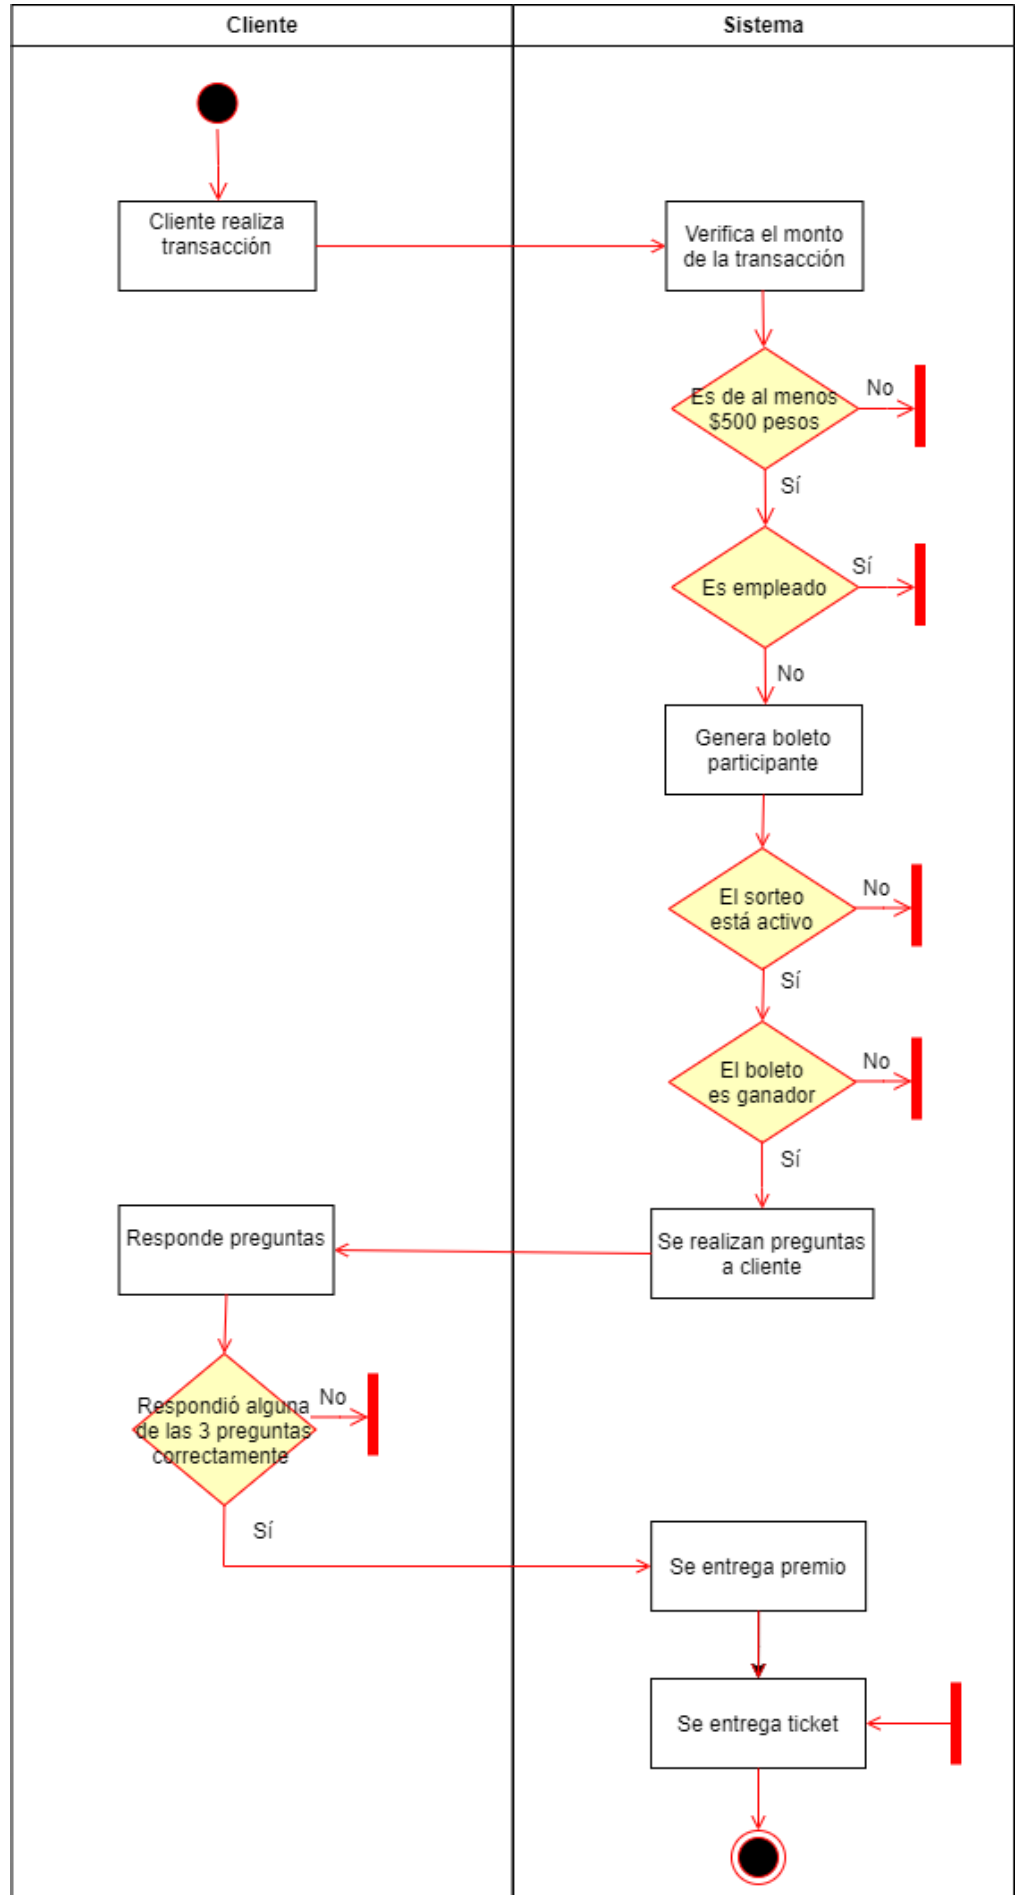 Cliente
Sistema
Cliente realiza
transacción
Verifica el monto
de la transacción
Es de al menos
$500 pesos
No
Sí
Es empleado
Sí
No
Genera boleto
participante
El sorteo
está activo
No
Sí
El boleto
es ganador
No
Sí
Se realizan preguntas
a cliente
Responde preguntas
Respondió alguna
de las 3 preguntas
correctamente
No
Sí
Se entrega premio
Se entrega ticket